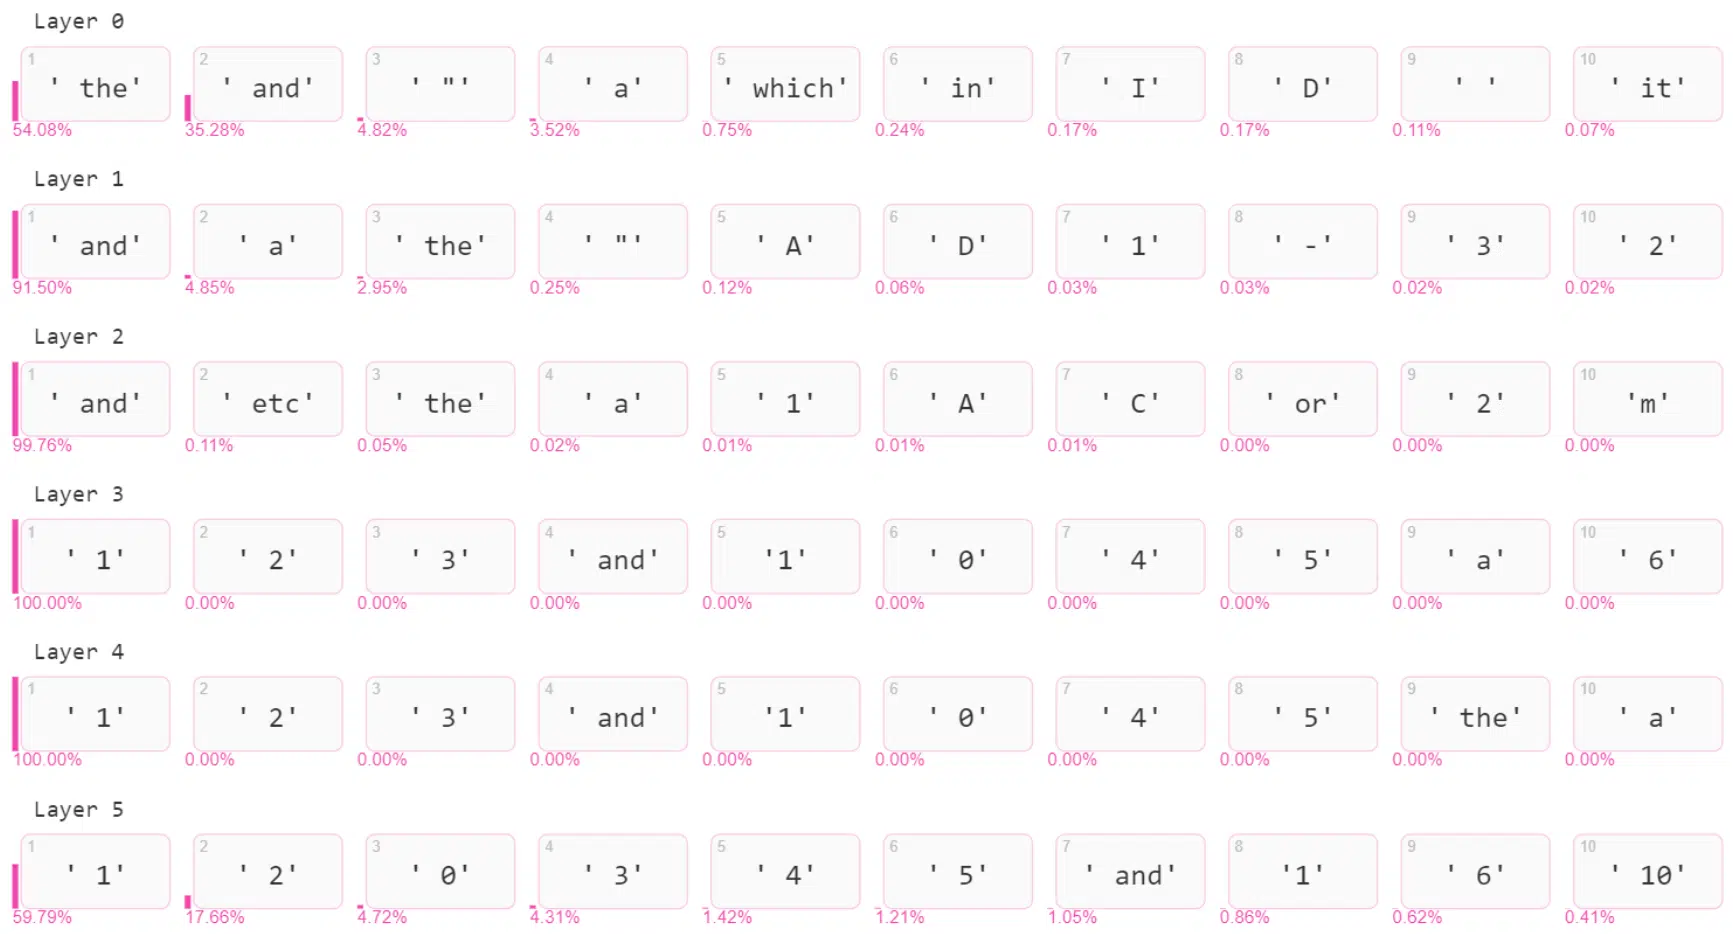 Layer 0
1 2 3 4 5 6 7 8 9 10
' the' ' and' ' "' ' a' ' which' ' in' ' I' ' D' ' ' ' it'
54.08% 35.28% 4.82% 3.52% 0.75% 0.24% 0.17% 0.17% 0.11% 0.07%
Layer 1
1 2 3 4 5 6 7 8 9 10
' and' ' a' ' the' ' "' ' A' ' D' ' 1' ' -' ' 3' ' 2'
91.50% 4.85% 2.95% 0.25% 0.12% 0.06% 0.03% 0.03% 0.02% 0.02%
Layer 2
1 2 3 4 5 6 7 8 9 10
' and' ' etc' ' the' ' a' ' 1' ' A' ' C' ' or' ' 2' 'm'
99.76% 0.11% 0.05% 0.02% 0.01% 0.01% 0.01% 0.00% 0.00% 0.00%
Layer 3
1 2 3 4 5 6 7 8 9 10
' 1' ' 2' ' 3' ' and' '1' ' 0' ' 4' ' 5' ' a' ' 6'
100.00% 0.00% 0.00% 0.00% 0.00% 0.00% 0.00% 0.00% 0.00% 0.00%
Layer 4
1 2 3 4 5 6 7 8 9 10
' 1' ' 2' ' 3' ' and' '1' ' 0' ' 4' ' 5' ' the' ' a'
100.00% 0.00% 0.00% 0.00% 0.00% 0.00% 0.00% 0.00% 0.00% 0.00%
Layer 5
1 2 3 4 5 6 7 8 9 10
' 1' ' 2' ' 0' ' 3' ' 4' ' 5' ' and' '1' ' 6' ' 10'
59.79% 17.66% 4.72% 4.31% 1.42% 1.21% 1.05% 0.86% 0.62% 0.41%